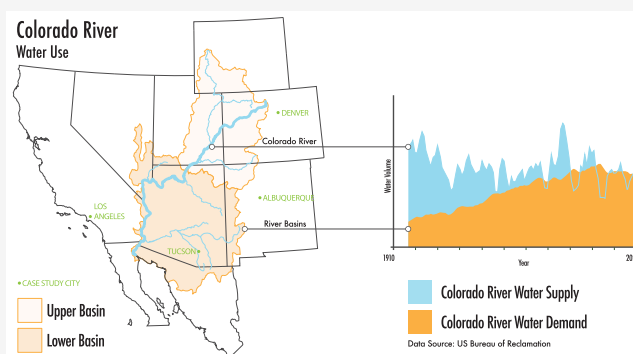 Colorado River
Water Use
DENVER
Colorado River
LOS
ANGELES
ALBUQUERQUE
River Basins
TUCSON
CASE STUDY CITY
Upper Basin
Lower Basin
Water Volume
1910
Year
20
Colorado River Water Supply
Colorado River Water Demand
Data Source: US Bureau of Reclamation